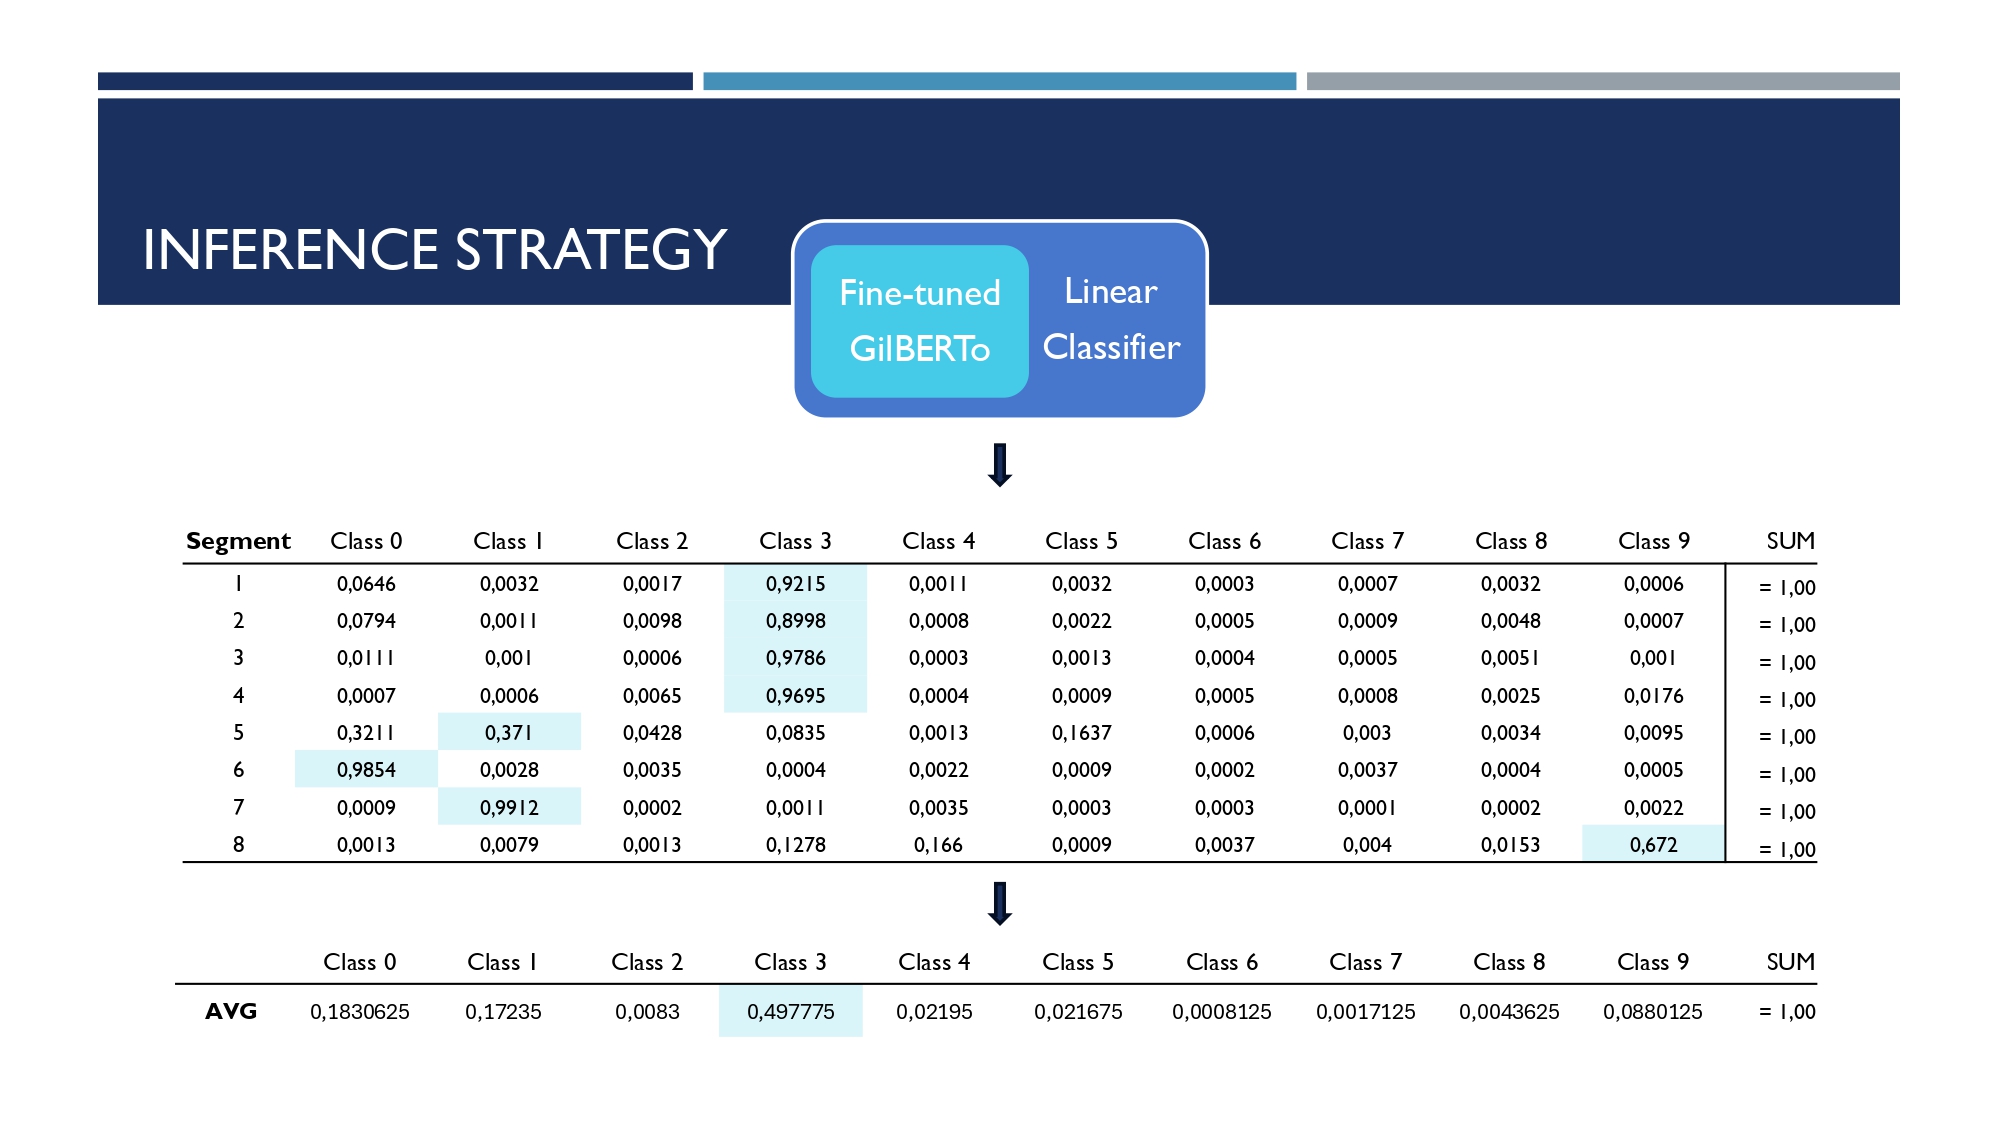 INFERENCE STRATEGY
Fine-tuned
GilBERTo
Linear
Classifier
Segment Class 0 Class 1 Class 2 Class 3 Class 4 Class 5 Class 6 Class 7 Class 8 Class 9 SUM
1 0,0646 0,0032 0,0017 0,9215 0,0011 0,0032 0,0003 0,0007 0,0032 0,0006 = 1,00
2 0,0794 0,0011 0,0098 0,8998 0,0008 0,0022 0,0005 0,0009 0,0048 0,0007 = 1,00
3 0,0111 0,001 0,0006 0,9786 0,0003 0,0013 0,0004 0,0005 0,0051 0,001 = 1,00
4 0,0007 0,0006 0,0065 0,9695 0,0004 0,0009 0,0005 0,0008 0,0025 0,0176 = 1,00
5 0,3211 0,371 0,0428 0,0835 0,0013 0,1637 0,0006 0,003 0,0034 0,0095 = 1,00
6 0,9854 0,0028 0,0035 0,0004 0,0022 0,0009 0,0002 0,0037 0,0004 0,0005 = 1,00
7 0,0009 0,9912 0,0002 0,0011 0,0035 0,0003 0,0003 0,0001 0,0002 0,0022 = 1,00
8 0,0013 0,0079 0,0013 0,1278 0,166 0,0009 0,0037 0,004 0,0153 0,672 = 1,00
Class 0 Class 1 Class 2 Class 3 Class 4 Class 5 Class 6 Class 7 Class 8 Class 9 SUM
AVG 0,1830625 0,17235 0,0083 0,497775 0,02195 0,021675 0,0008125 0,0017125 0,0043625 0,0880125 = 1,00